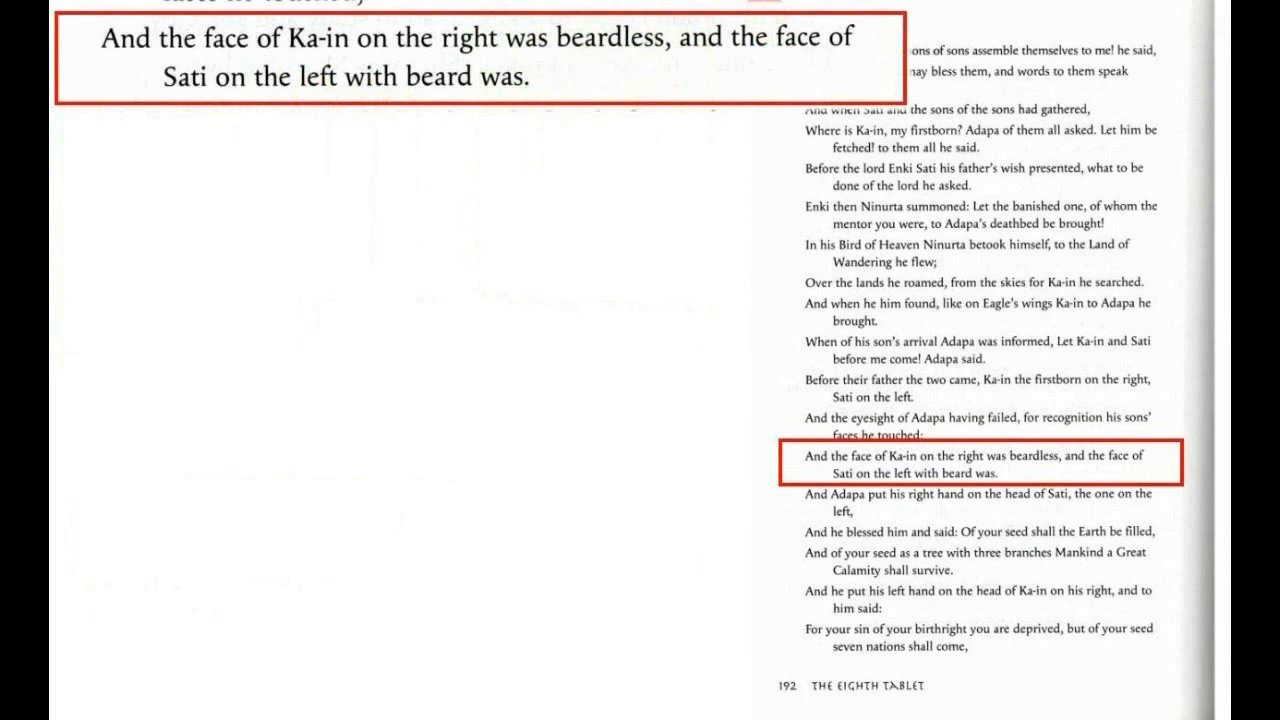 And the face of Ka-in on the right was beardless, and the face of
Sati on the left with beard was.
ons of sons assemble themselves to me! he said,
may bless them, and words to them speak
And when Sati and the sons of the sons had gathered,
Where is Ka-in, my firstborn? Adapa of them all asked. Let him be
fetched! to them all he said.
Before the lord Enki Sati his father's wish presented, what to be
done of the lord he asked.
Enki then Ninurta summoned: Let the banished one, of whom the
mentor you were, to Adapa's deathbed be brought!
In his Bird of Heaven Ninurta betook himself, to the Land of
Wandering he flew;
Over the lands he roamed, from the skies for Ka-in he searched.
And when he him found, like on Eagle's wings Ka-in to Adapa he
brought.
When of his son's arrival Adapa was informed, Let Ka-in and Sati
before me come! Adapa said.
Before their father the two came, Ka-in the firstborn on the right,
Sati on the left.
And the eyesight of Adapa having failed, for recognition his sons'
faces he touched;
And the face of Ka-in on the right was beardless, and the face of
Sati on the left with beard was.
And Adapa put his right hand on the head of Sati, the one on the
left,
And he blessed him and said: Of your seed shall the Earth be filled,
And of your seed as a tree with three branches Mankind a Great
Calamity shall survive.
And he put his left hand on the head of Ka-in on his right, and to
him said:
For your sin of your birthright you are deprived, but of your seed
seven nations shall come,
192 THE EIGHTH TABLET